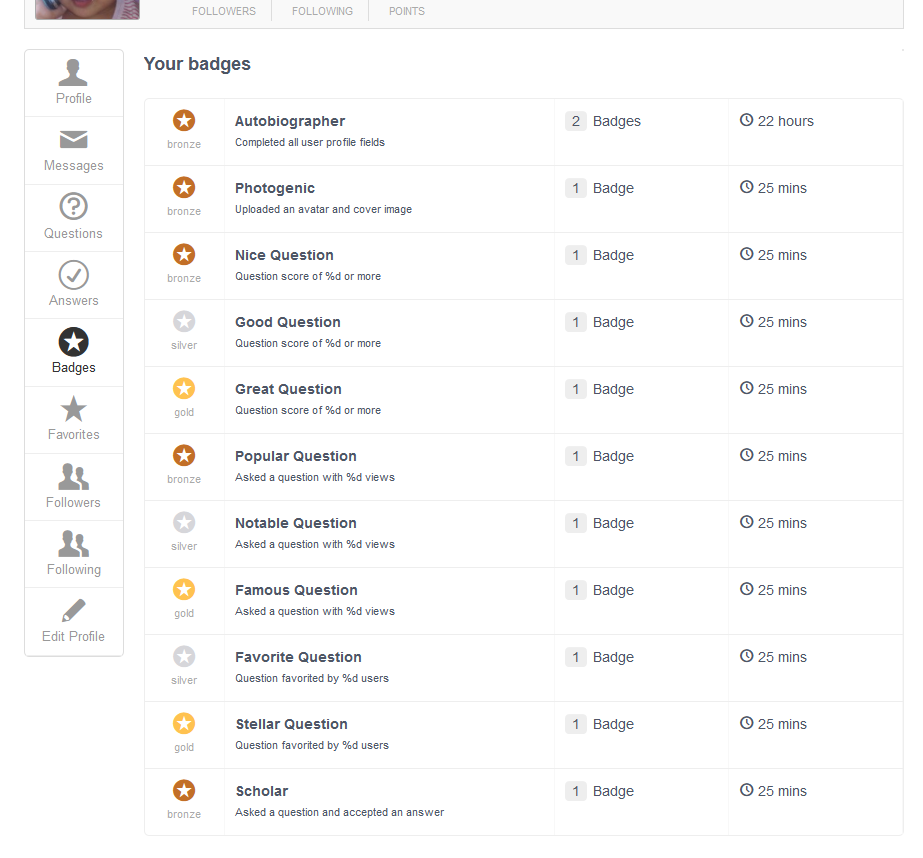 FOLLOWERS FOLLOWING POINTS
Profile
Messages
Questions
Answers
Badges
Favorites
Followers
Following
Edit Profile
Your badges
bronze
Autobiographer
Completed all user profile fields
2 Badges
22 hours
bronze
Photogenic
Uploaded an avatar and cover image
1 Badge
25 mins
bronze
Nice Question
Question score of %d or more
1 Badge
25 mins
silver
Good Question
Question score of %d or more
1 Badge
25 mins
gold
Great Question
Question score of %d or more
1 Badge
25 mins
bronze
Popular Question
Asked a question with %d views
1 Badge
25 mins
silver
Notable Question
Asked a question with %d views
1 Badge
25 mins
gold
Famous Question
Asked a question with %d views
1 Badge
25 mins
silver
Favorite Question
Question favorited by %d users
1 Badge
25 mins
gold
Stellar Question
Question favorited by %d users
1 Badge
25 mins
bronze
Scholar
Asked a question and accepted an answer
1 Badge
25 mins